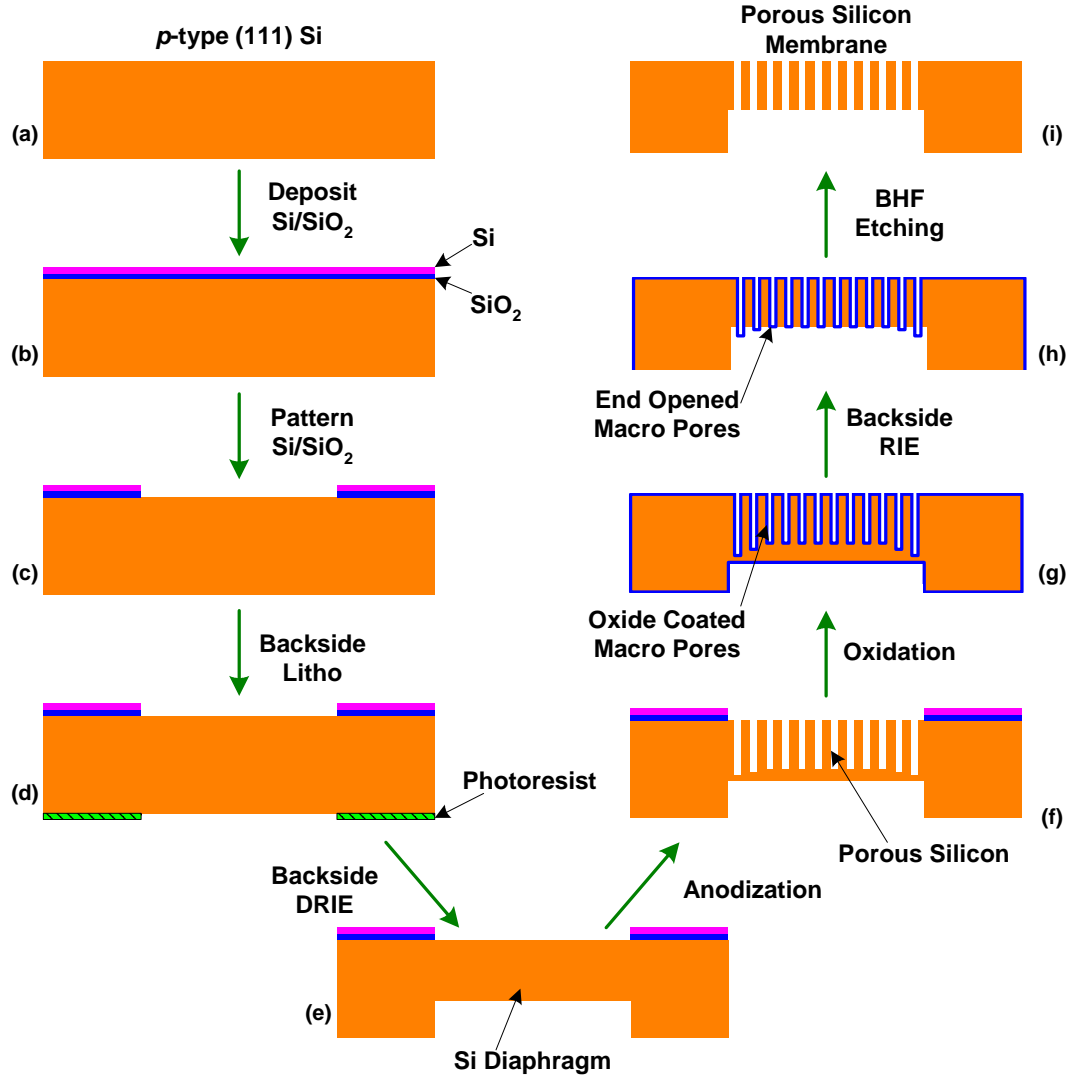 p-type (111) Si
(a)
Deposit
Si/SiO2
Si
SiO2
(b)
Pattern
Si/SiO2
(c)
Backside
Litho
Photoresist
(d)
Backside
DRIE
(e)
Si Diaphragm
Anodization
Porous Silicon
(f)
Oxidation
Oxide Coated
Macro Pores
(g)
Backside
RIE
End Opened
Macro Pores
(h)
BHF
Etching
(i)
Porous Silicon
Membrane